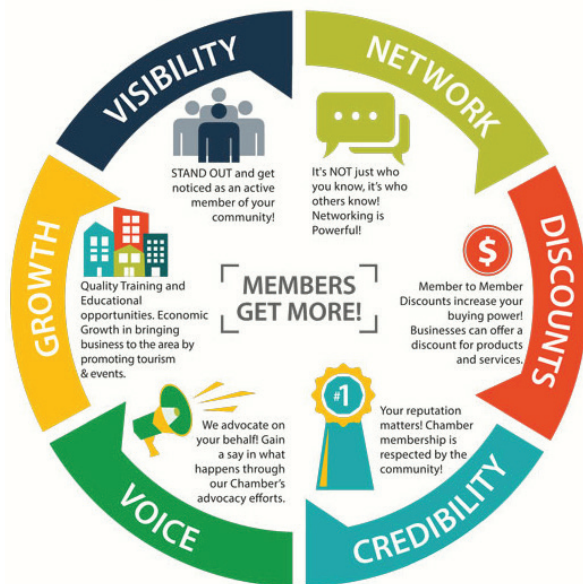 VISIBILITY
STAND OUT and get
noticed as an active
member of your
community!
NETWORK
It's NOT just who
you know, it's who
others know!
Networking is
Powerful!
DISCOUNTS
$
Member to Member
Discounts increase your
buying power!
Businesses can offer a
discount for products
and services.
CREDIBILITY
#1
Your reputation
matters! Chamber
membership is
respected by the
community!
VOICE
We advocate on
your behalf! Gain
a say in what
happens through
our Chamber's
advocacy efforts.
GROWTH
Quality Training and
Educational
opportunities. Economic
Growth in bringing
business to the area by
promoting tourism
& events.
MEMBERS
GET MORE!